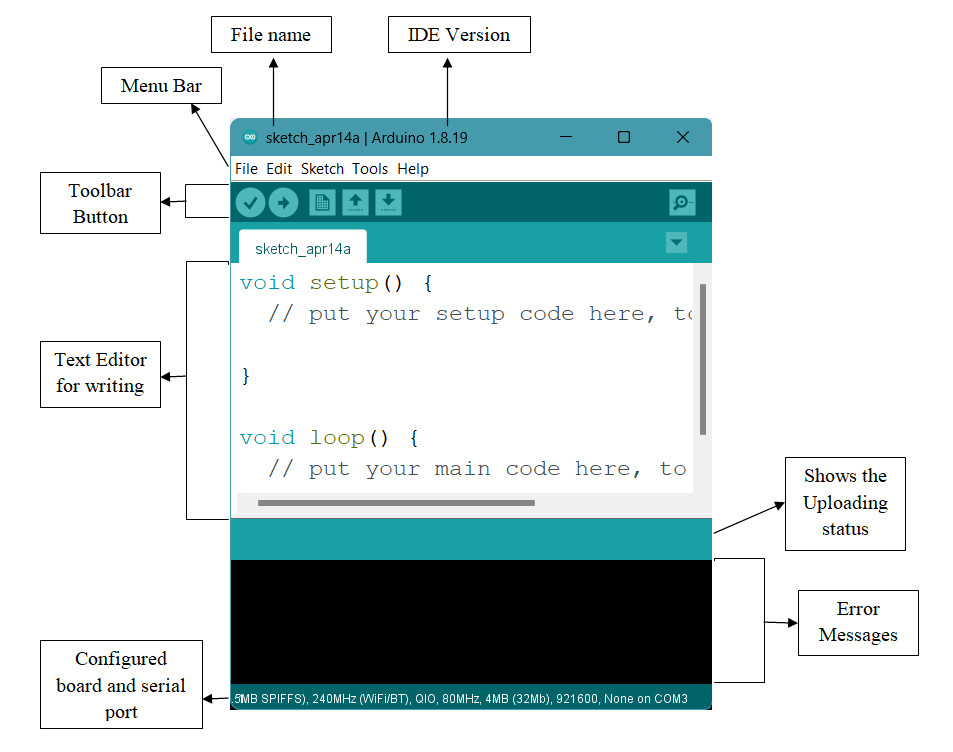 File name
IDE Version
Menu Bar
sketch_apr14a | Arduino 1.8.19
File Edit Sketch Tools Help
Toolbar
Button
sketch_apr14a
void setup() {
// put your setup code here, to
}
Text Editor
for writing
void loop() {
// put your main code here, to
Shows the
Uploading
status
Error
Messages
Configured
board and serial
port
.5MB SPIFFS), 240MHz (WiFi/BT), QIO, 80MHz, 4MB (32Mb), 921600, None on COM3